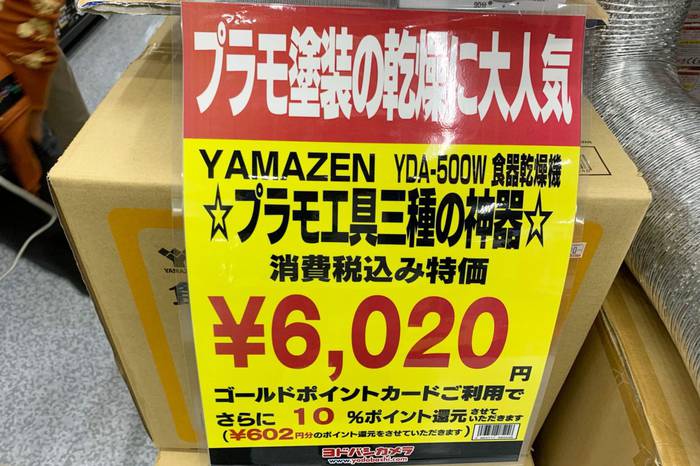 プラモ塗装の乾燥に大人気
YAMAZEN YDA-500W 食器乾燥機
☆プラモ工具三種の神器☆
消費税込み特価
¥6,020円
ゴールドポイントカードご利用で
さらに 10 %ポイント還元させていただきます
(¥602円分のポイント還元をさせていただきます)
ヨドバシカメラ
www.yodobashi.com
YAMAZEN
食